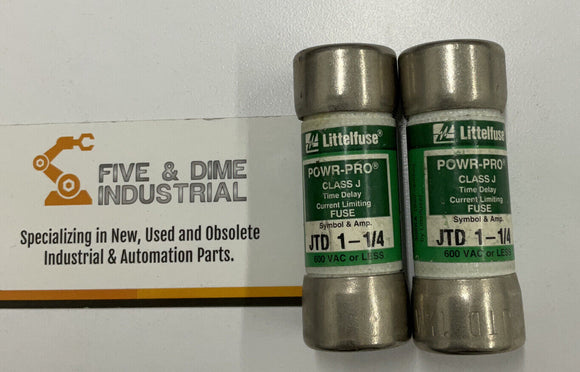 FIVE & DIME
INDUSTRIAL
Specializing in New, Used and Obsolete
Industrial & Automation Parts.
Littelfuse®
POWR-PRO®
CLASS J
Time Delay
Current Limiting
FUSE
Symbol & Amp.
JTD 1-1/4
600 VAC or LESS
Littelfuse®
POWR-PRO®
CLASS J
Time Delay
Current Limiting
FUSE
Symbol & Amp.
JTD 1-1/4
600 VAC or LESS